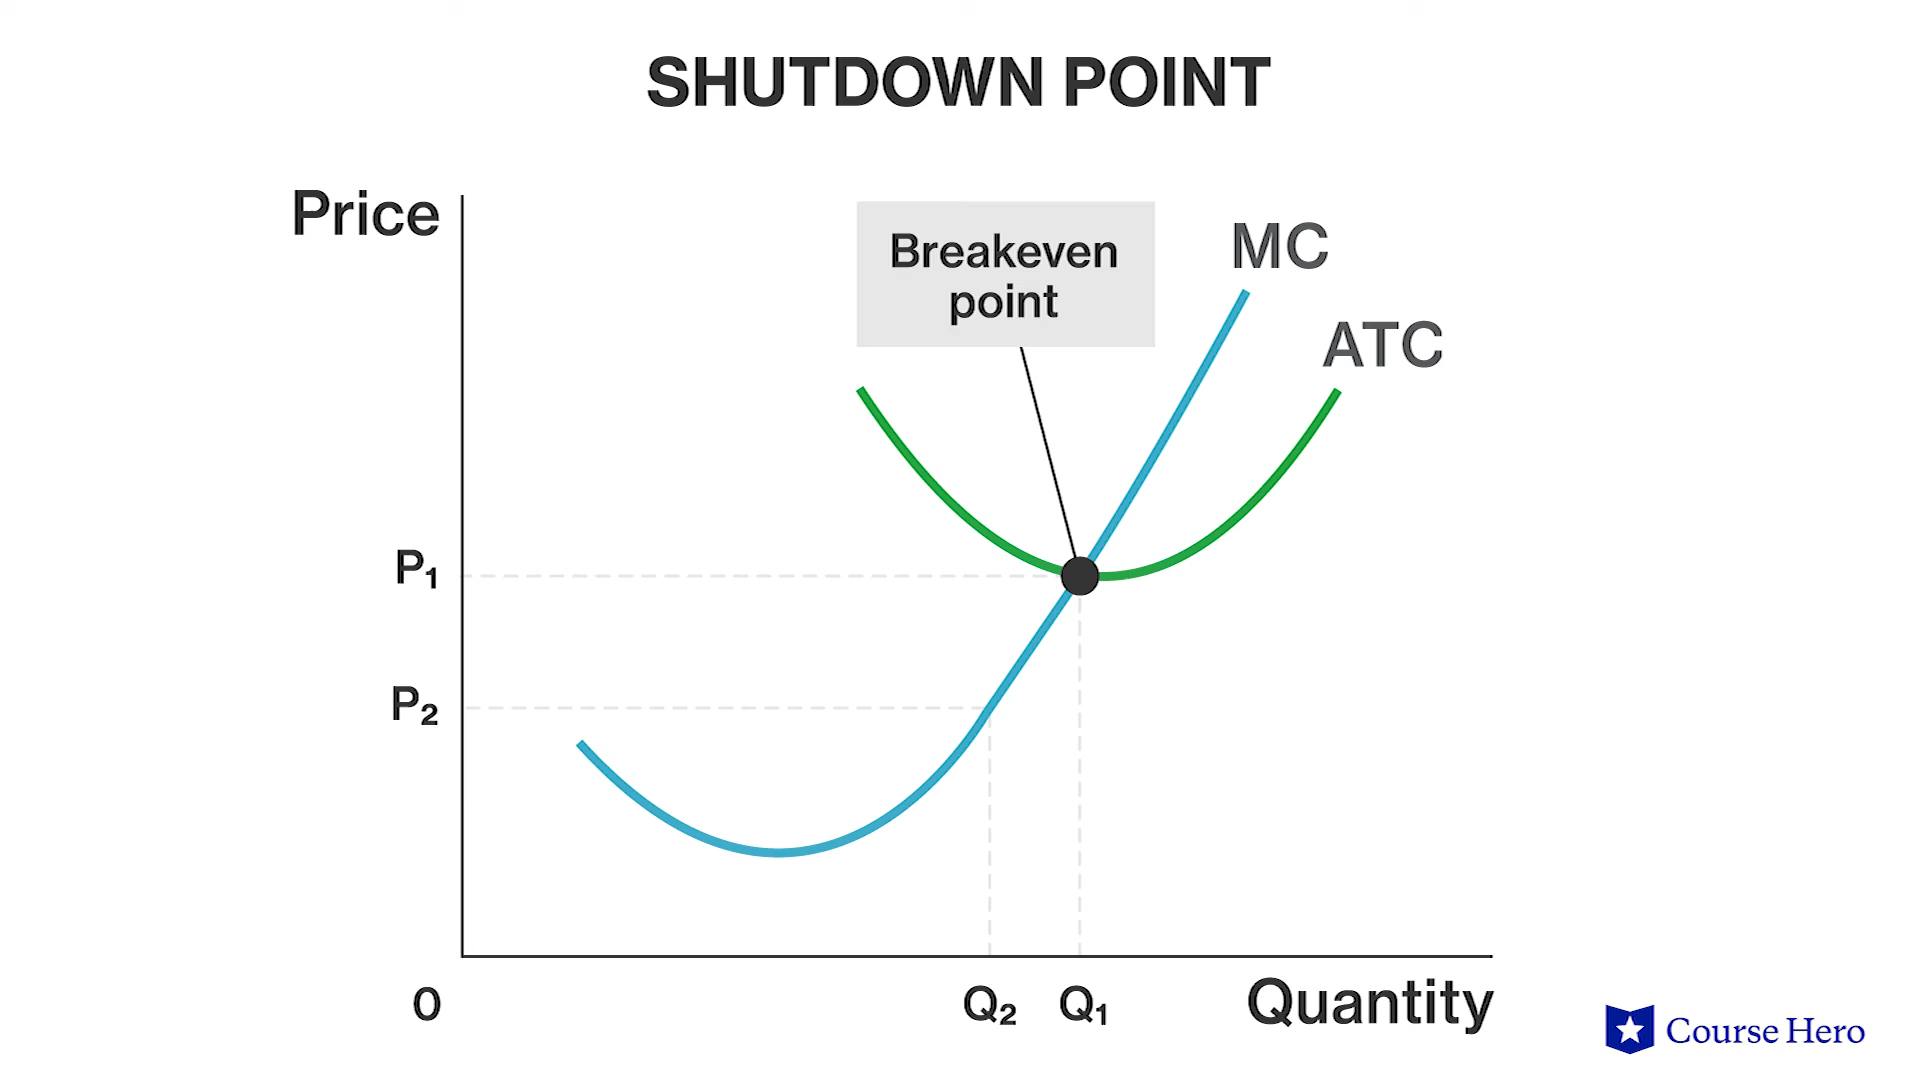 SHUTDOWN POINT
Price
Breakeven
point
MC
ATC
P₁
P₂
0
Q₂
Q₁
Quantity
Course Hero